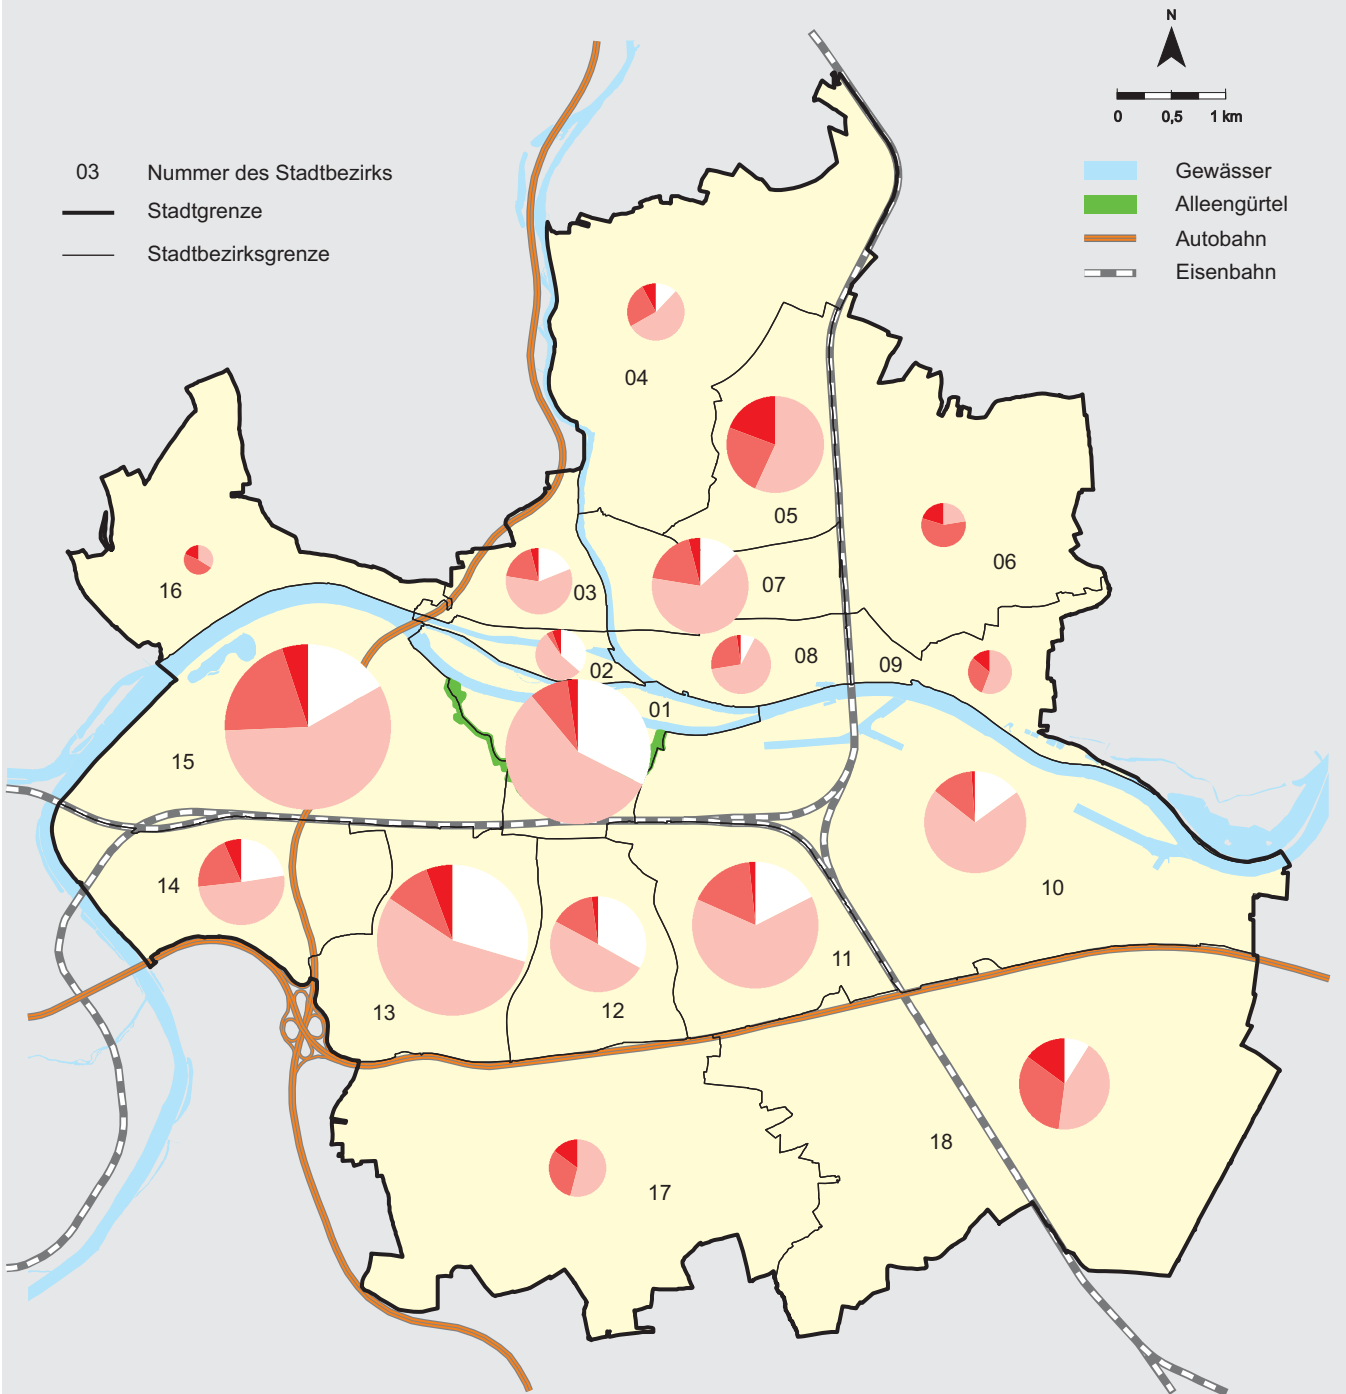 N
0 0,5 1 km
03 Nummer des Stadtbezirks
Stadtgrenze
Stadtbezirksgrenze
Gewässer
Alleengürtel
Autobahn
Eisenbahn
04
05
06
16
03
07
02
08
09
01
15
14
10
11
13
12
18
17